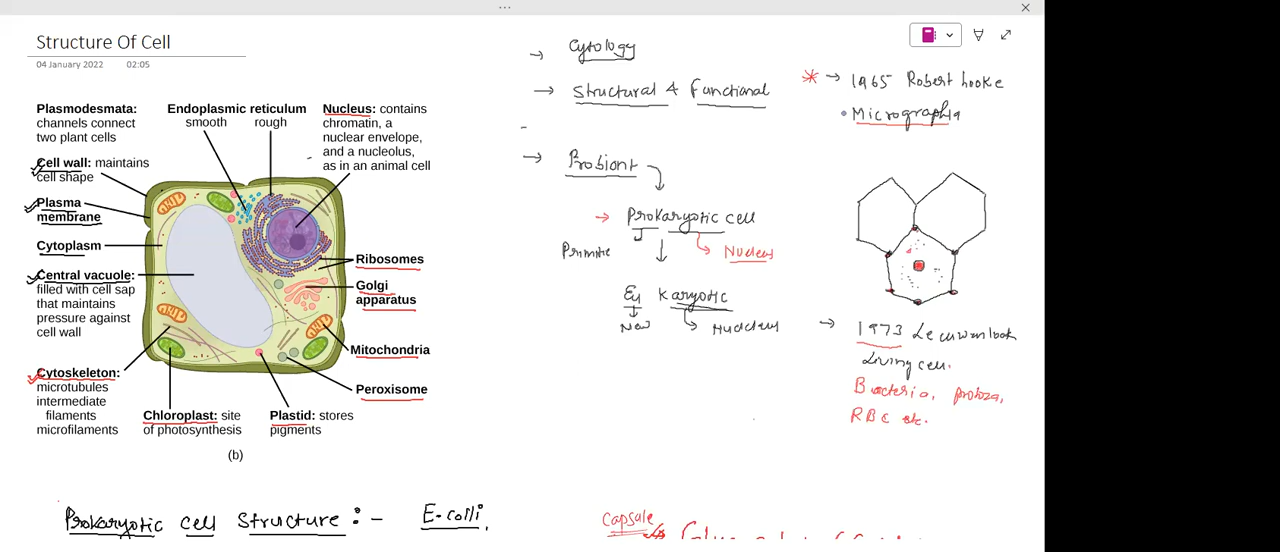 Structure Of Cell
04 January 2022 02:05
Plasmodesmata:
channels connect
two plant cells
Endoplasmic reticulum
smooth rough
Nucleus: contains
chromatin, a
nuclear envelope,
and a nucleolus,
as in an animal cell
Cell wall: maintains
cell shape
Plasma
membrane
Cytoplasm
Central vacuole:
filled with cell sap
that maintains
pressure against
cell wall
Cytoskeleton:
microtubules
intermediate
filaments
microfilaments
Ribosomes
Golgi
apparatus
Mitochondria
Peroxisome
Chloroplast: site
of photosynthesis
Plastid: stores
pigments
(b)
→ Cytology
→ Structural & Functional
→ Probiont
→ Prokaryotic cell
Primitive
Nucleus
Eu Karyotic
New → Nucleus
* → 1965 Robert hooke
Micrographia
→ 1973 Leeuwenhook
Living cell.
Bacteria, protoza,
RBC etc.
Prokaryotic cell structure :- E-colli.
Capsule